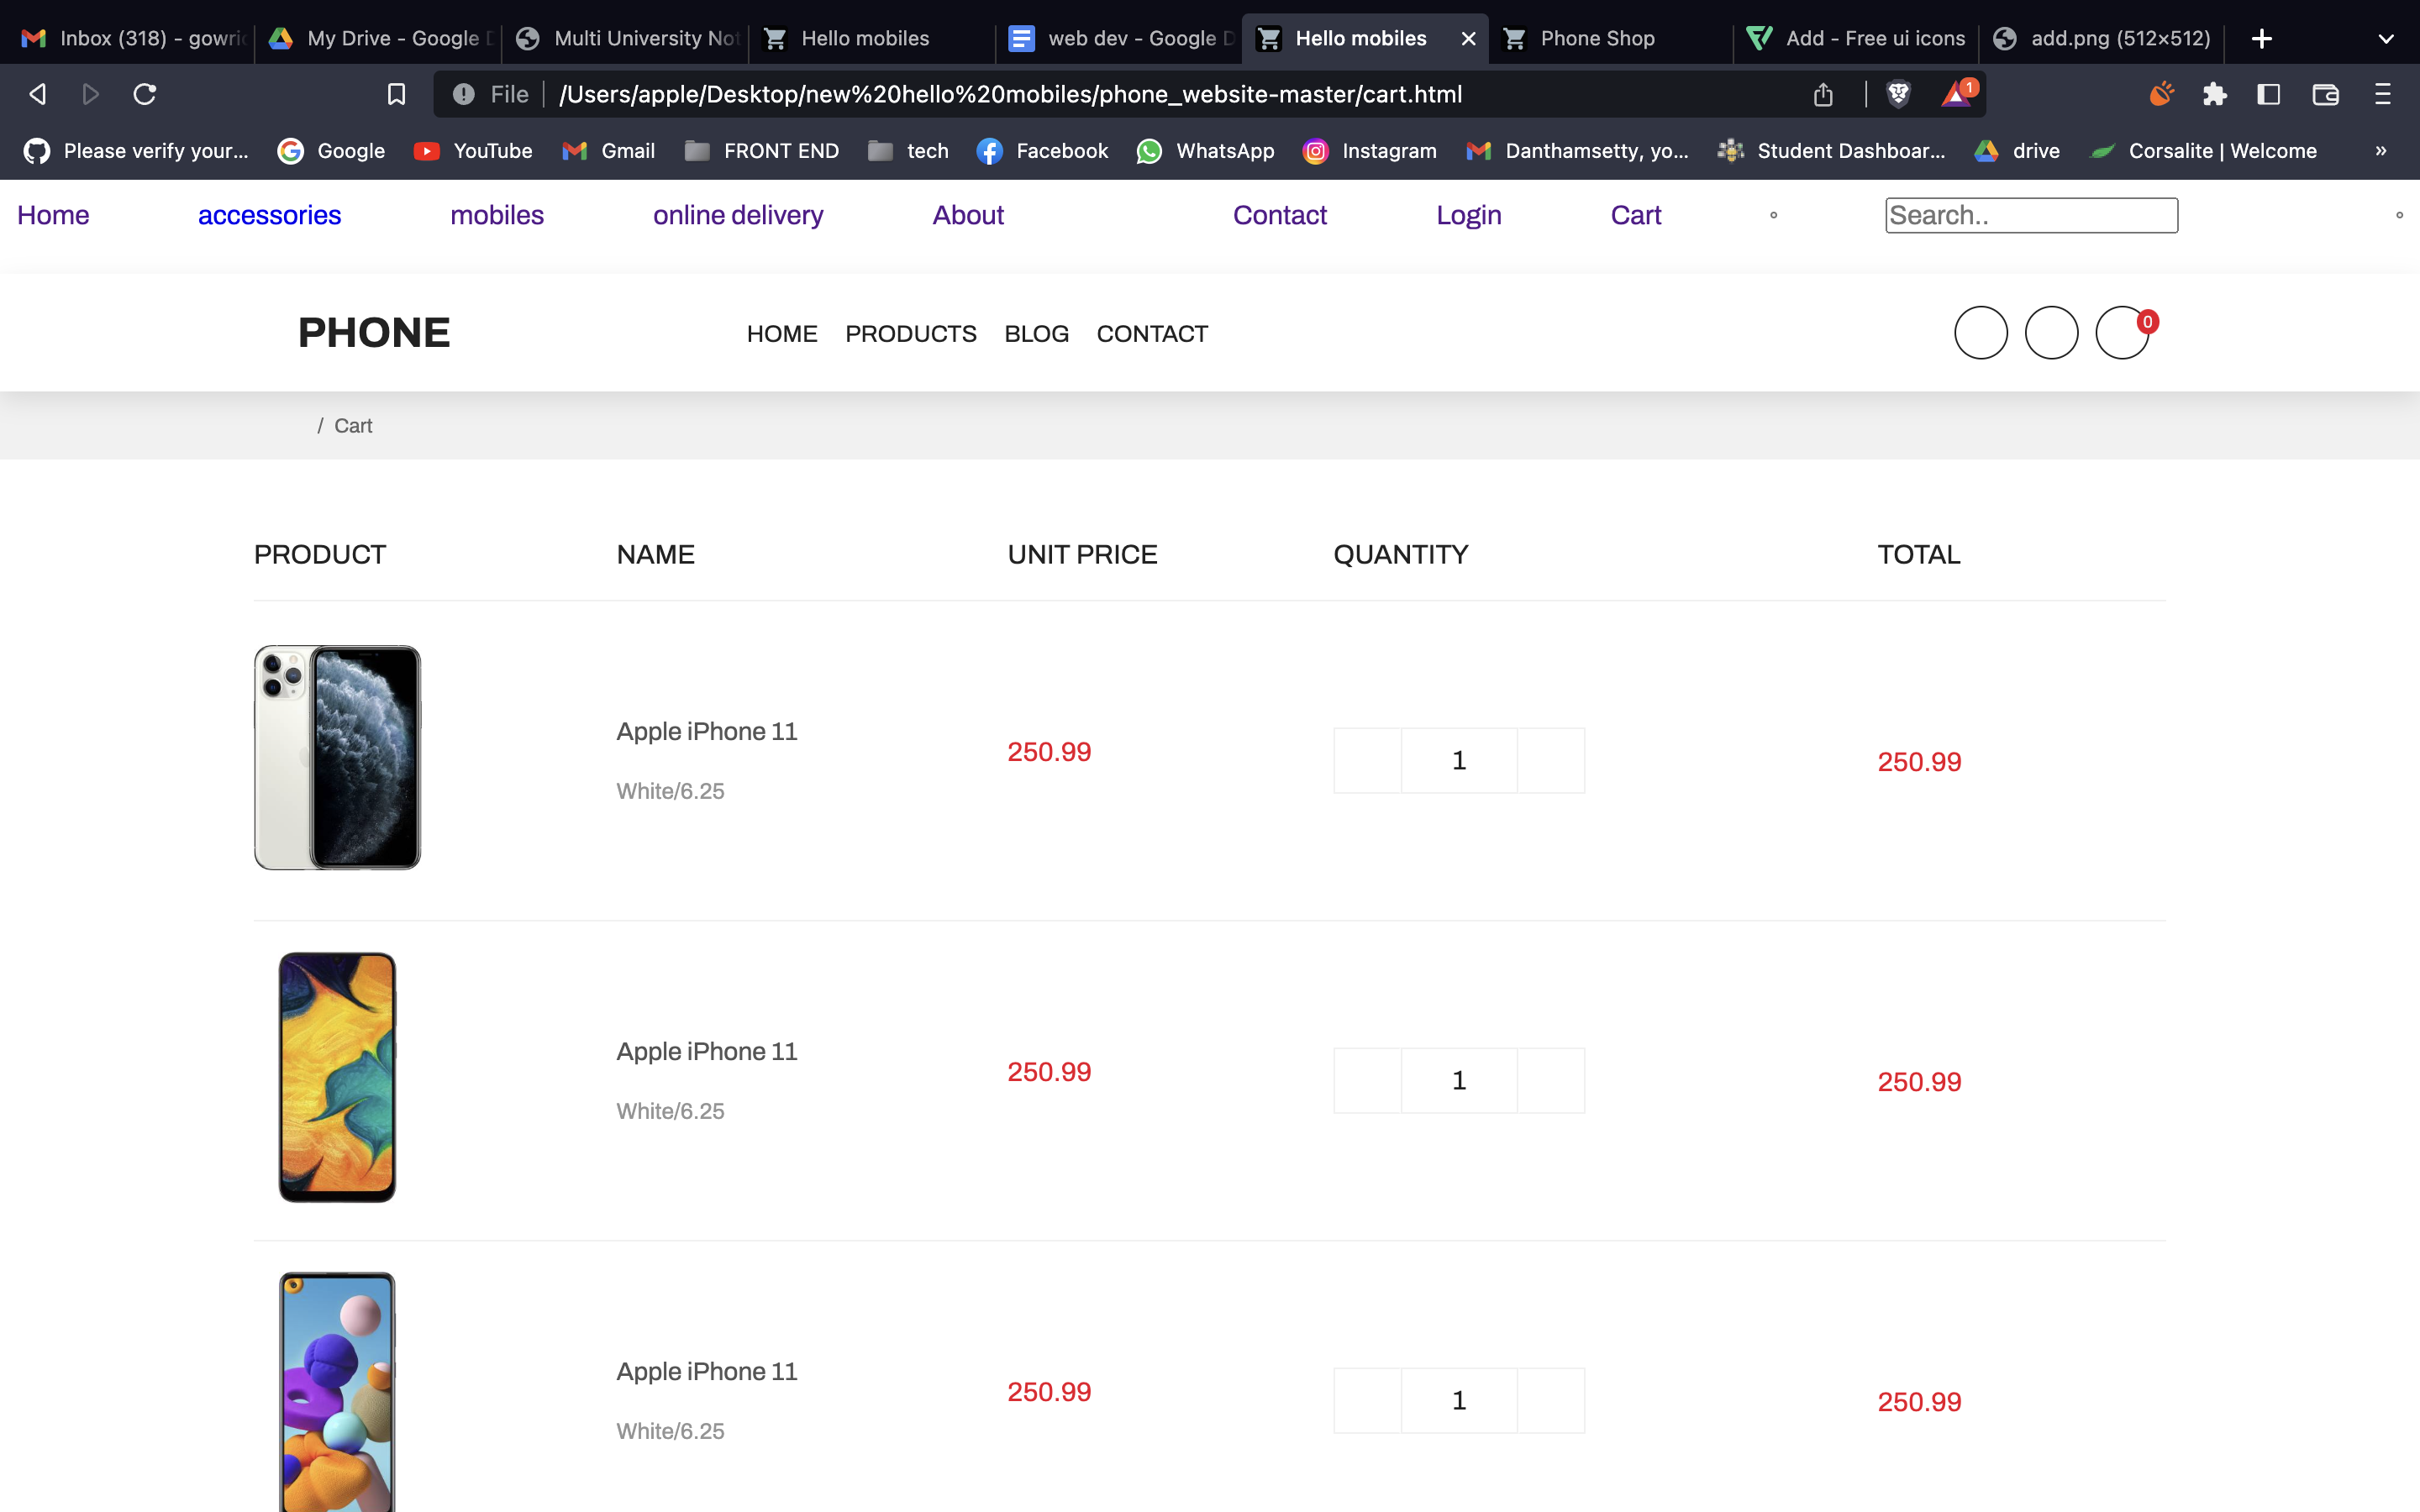 Inbox (318) - gowri
My Drive - Google D
Multi University Not
Hello mobiles
web dev - Google D
Hello mobiles
Phone Shop
Add - Free ui icons
add.png (512×512)
File
/Users/apple/Desktop/new%20hello%20mobiles/phone_website-master/cart.html
1
Please verify your...
Google
YouTube
Gmail
FRONT END
tech
Facebook
WhatsApp
Instagram
Danthamsetty, yo...
Student Dashboar...
drive
Corsalite | Welcome
»
Home accessories mobiles online delivery About Contact Login Cart Search..
PHONE
HOME PRODUCTS BLOG CONTACT
0
/ Cart
PRODUCT NAME UNIT PRICE QUANTITY TOTAL
Apple iPhone 11
White/6.25
250.99
1
250.99
Apple iPhone 11
White/6.25
250.99
1
250.99
Apple iPhone 11
White/6.25
250.99
1
250.99